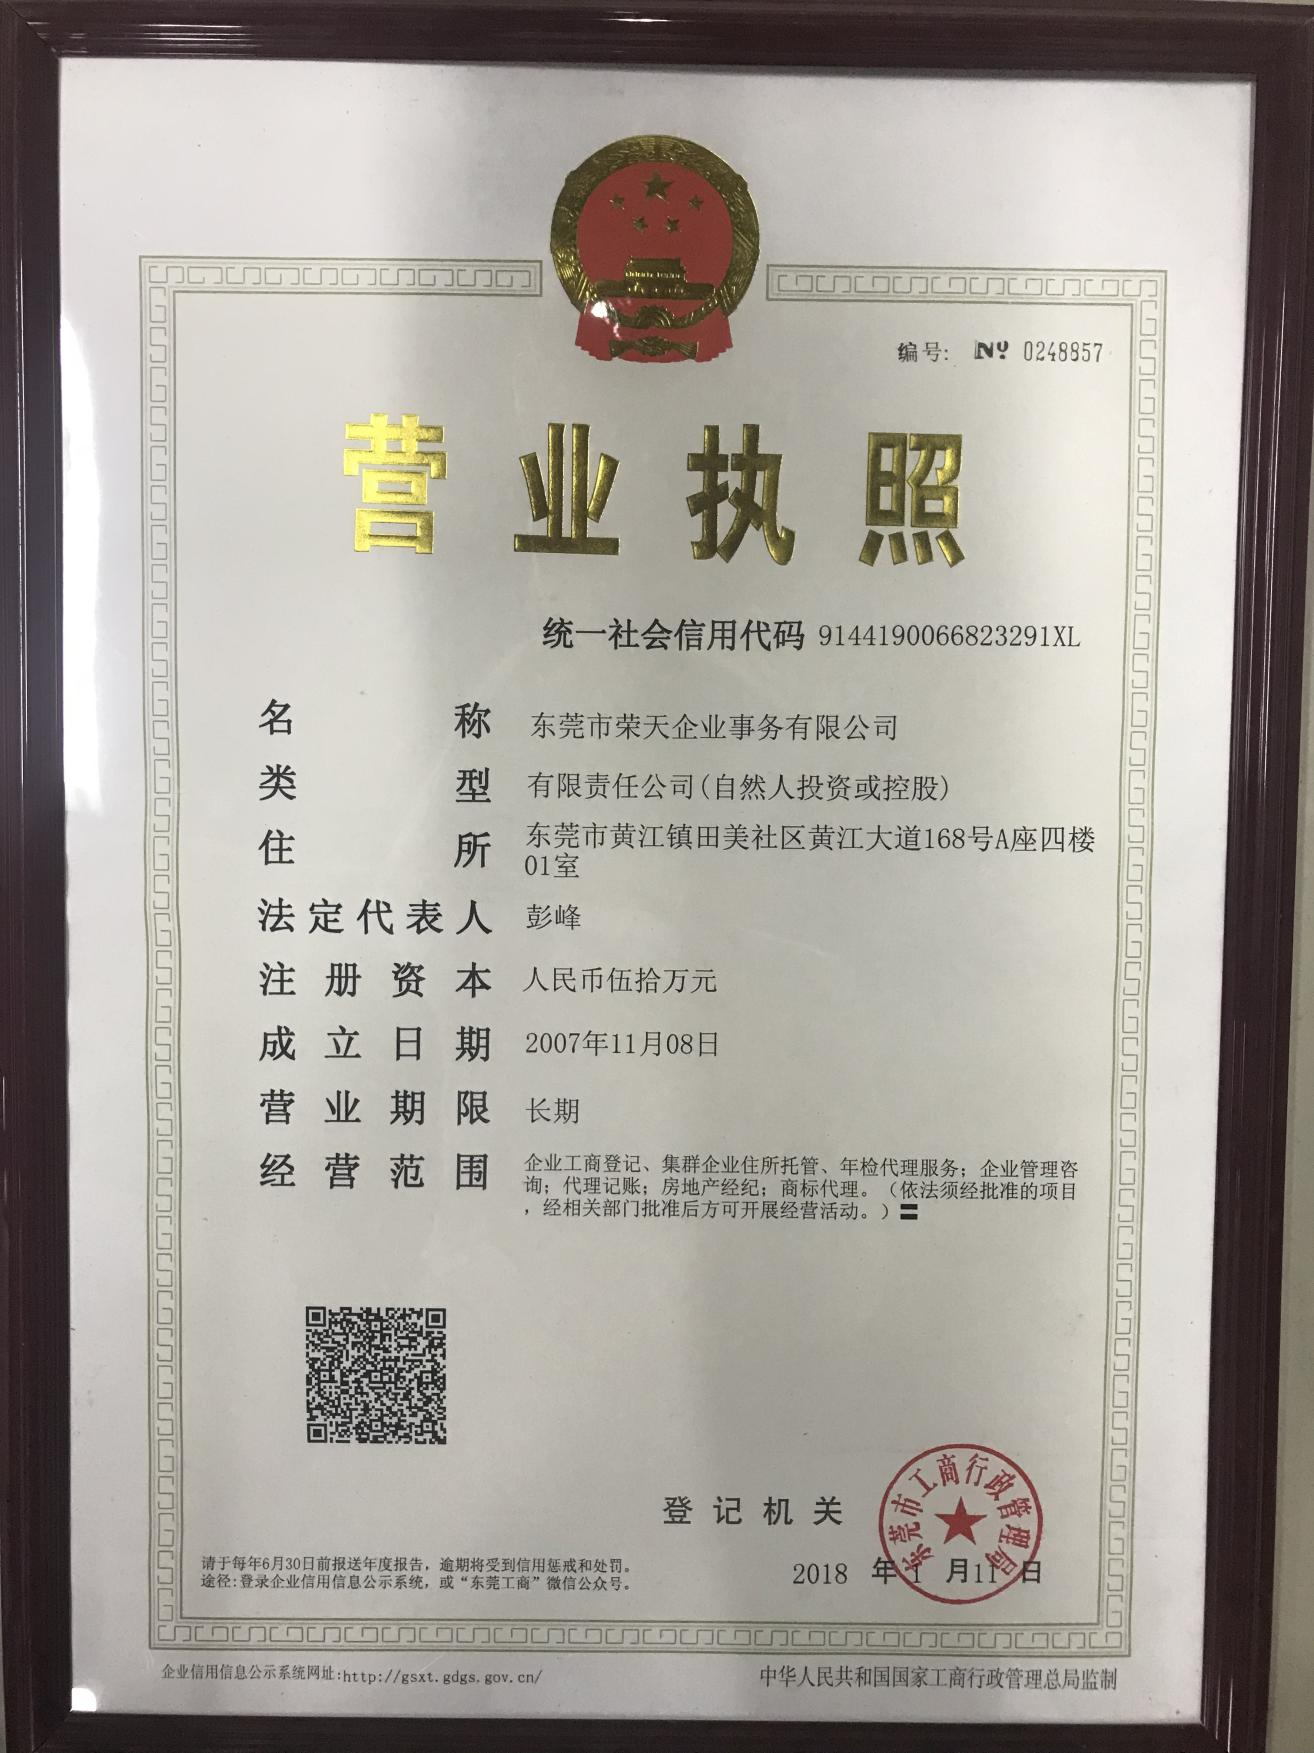 编号: № 0248857
营业执照
统一社会信用代码 9144190066823291XL
名称 东莞市荣天企业事务有限公司
类型 有限责任公司(自然人投资或控股)
住所 东莞市黄江镇田美社区黄江大道168号A座四楼
01室
法定代表人 彭峰
注册资本 人民币伍拾万元
成立日期 2007年11月08日
营业期限 长期
经营范围 企业工商登记、集群企业住所托管、年检代理服务；企业管理咨
询；代理记账；房地产经纪；商标代理。（依法须经批准的项目
，经相关部门批准后方可开展经营活动。）〓
东莞市工商行政管理局
登记机关
2018 年 1 月 11 日
请于每年6月30日前报送年度报告，逾期将受到信用惩戒和处罚。
途径:登录企业信用信息公示系统，或“东莞工商”微信公众号。
企业信用信息公示系统网址:http://gsxt.gdgs.gov.cn/
中华人民共和国国家工商行政管理总局监制